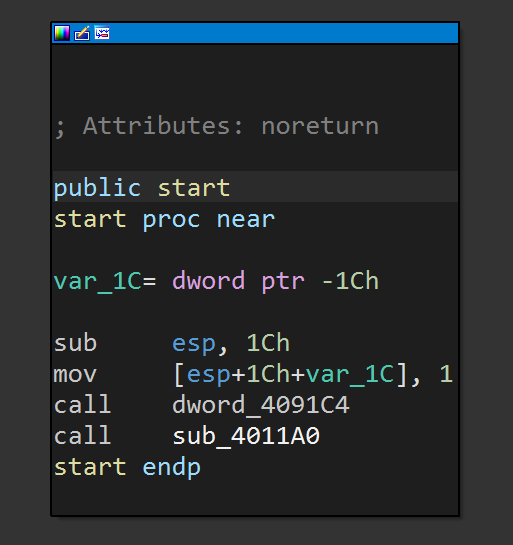 ; Attributes: noreturn
public start
start proc near
var_1C= dword ptr -1Ch
sub     esp, 1Ch
mov     [esp+1Ch+var_1C], 1
call    dword_4091C4
call    sub_4011A0
start endp